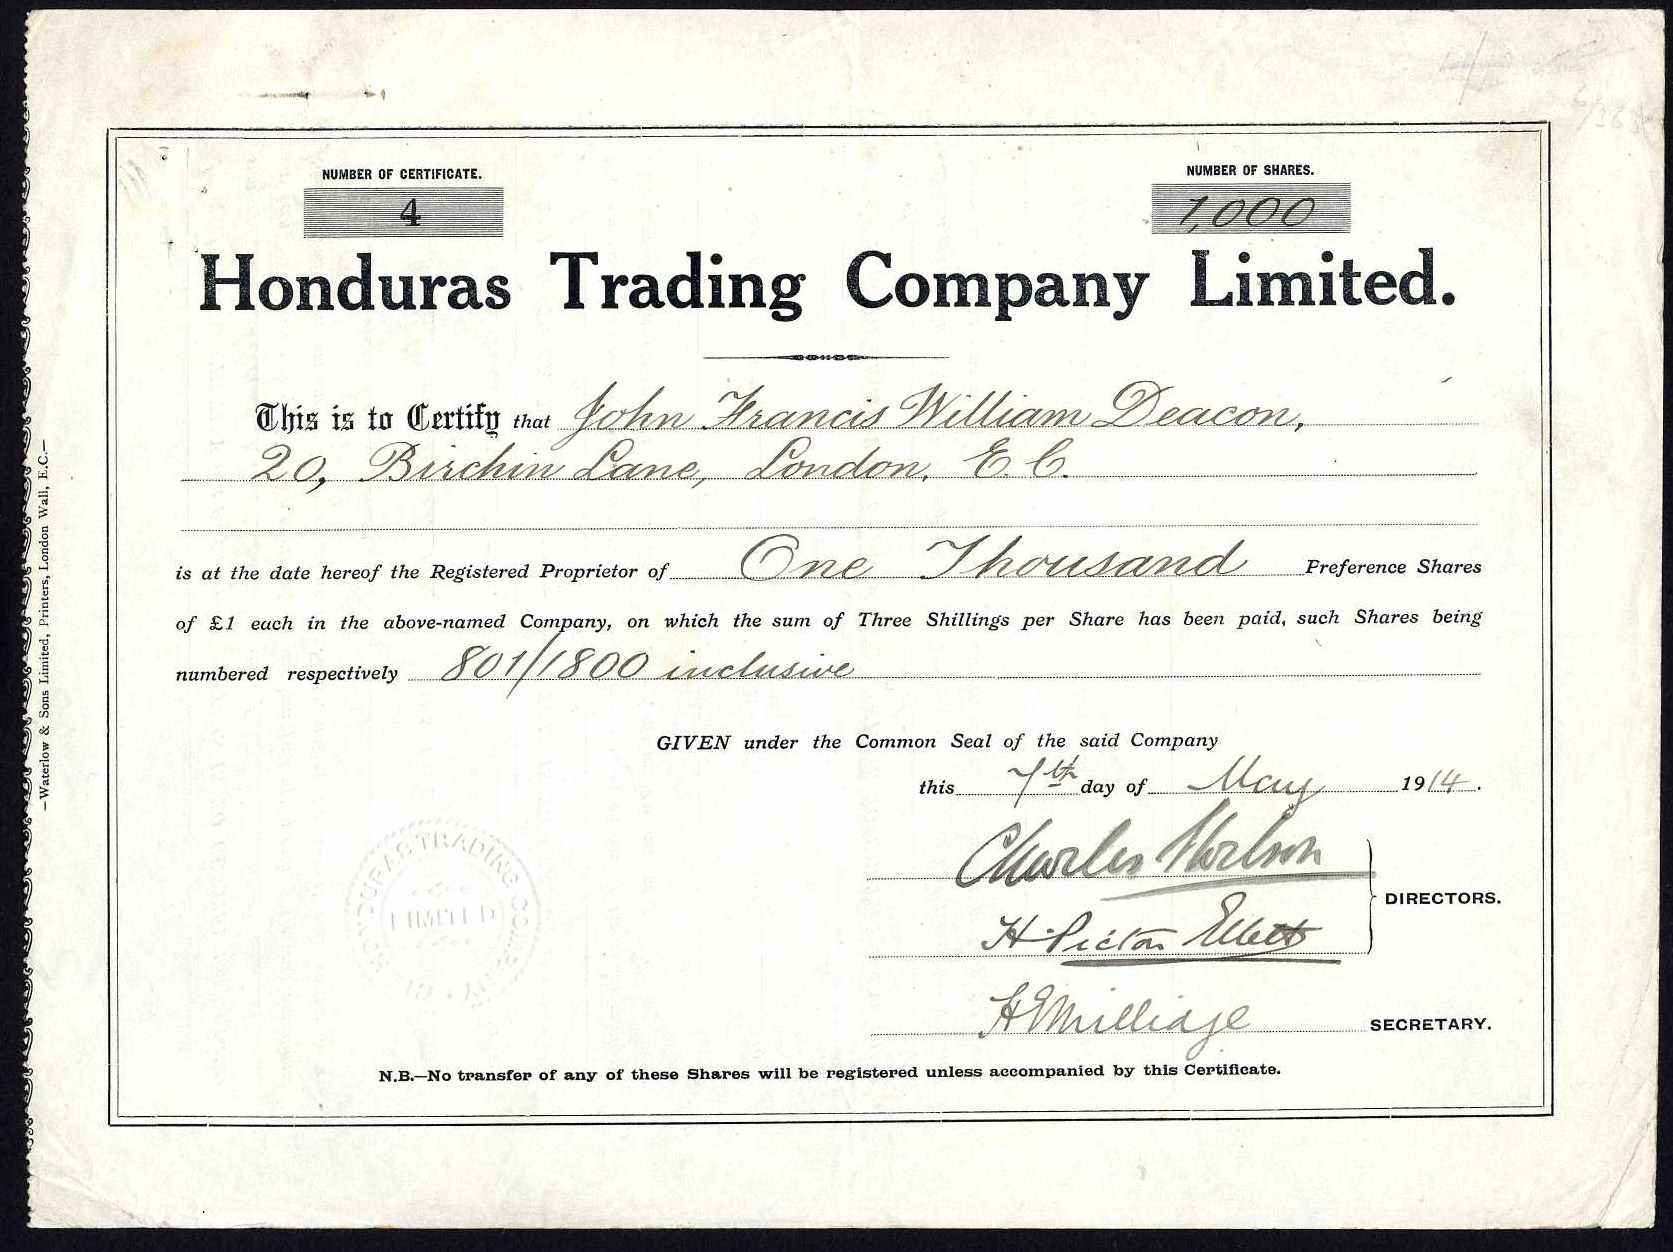 NUMBER OF CERTIFICATE.
4
NUMBER OF SHARES.
1,000
Honduras Trading Company Limited.
This is to Certify that John Francis William Deacon,
20, Birchin Lane, London, E.C.
is at the date hereof the Registered Proprietor of One Thousand Preference Shares
of £1 each in the above-named Company, on which the sum of Three Shillings per Share has been paid, such Shares being
numbered respectively 801/1800 inclusive
GIVEN under the Common Seal of the said Company
this 7th day of May 1914.
Charles
H. Picton
DIRECTORS.
H E Milliage
SECRETARY.
HONDURAS TRADING COMPANY
LIMITED
N.B.—No transfer of any of these Shares will be registered unless accompanied by this Certificate.
—Waterlow & Sons Limited, Printers, London Wall, E.C.—